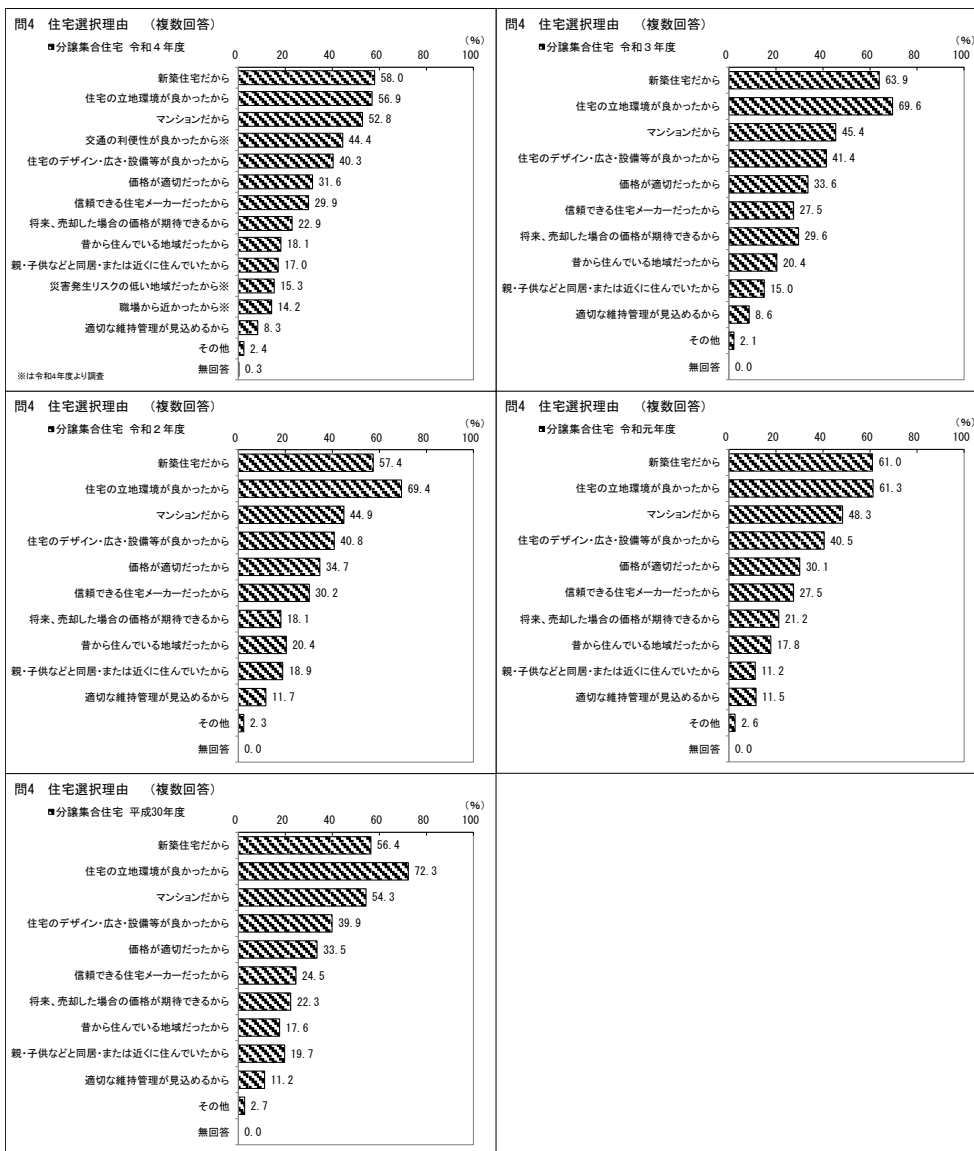 問4 住宅選択理由 (複数回答)
分譲集合住宅 令和4年度
(%)
0 20 40 60 80 100
新築住宅だから 58.0
住宅の立地環境が良かったから 56.9
マンションだから 52.8
交通の利便性が良かったから※ 44.4
住宅のデザイン・広さ・設備等が良かったから 40.3
価格が適切だったから 31.6
信頼できる住宅メーカーだったから 29.9
将来、売却した場合の価格が期待できるから 22.9
昔から住んでいる地域だったから 18.1
親・子供などと同居・または近くに住んでいたから 17.0
災害発生リスクの低い地域だったから※ 15.3
職場から近かったから※ 14.2
適切な維持管理が見込めるから 8.3
その他 2.4
無回答 0.3
※は令和4年度より調査
問4 住宅選択理由 (複数回答)
分譲集合住宅 令和3年度
(%)
0 20 40 60 80 100
新築住宅だから 63.9
住宅の立地環境が良かったから 69.6
マンションだから 45.4
住宅のデザイン・広さ・設備等が良かったから 41.4
価格が適切だったから 33.6
信頼できる住宅メーカーだったから 27.5
将来、売却した場合の価格が期待できるから 29.6
昔から住んでいる地域だったから 20.4
親・子供などと同居・または近くに住んでいたから 15.0
適切な維持管理が見込めるから 8.6
その他 2.1
無回答 0.0
問4 住宅選択理由 (複数回答)
分譲集合住宅 令和2年度
(%)
0 20 40 60 80 100
新築住宅だから 57.4
住宅の立地環境が良かったから 69.4
マンションだから 44.9
住宅のデザイン・広さ・設備等が良かったから 40.8
価格が適切だったから 34.7
信頼できる住宅メーカーだったから 30.2
将来、売却した場合の価格が期待できるから 18.1
昔から住んでいる地域だったから 20.4
親・子供などと同居・または近くに住んでいたから 18.9
適切な維持管理が見込めるから 11.7
その他 2.3
無回答 0.0
問4 住宅選択理由 (複数回答)
分譲集合住宅 令和元年度
(%)
0 20 40 60 80 100
新築住宅だから 61.0
住宅の立地環境が良かったから 61.3
マンションだから 48.3
住宅のデザイン・広さ・設備等が良かったから 40.5
価格が適切だったから 30.1
信頼できる住宅メーカーだったから 27.5
将来、売却した場合の価格が期待できるから 21.2
昔から住んでいる地域だったから 17.8
親・子供などと同居・または近くに住んでいたから 11.2
適切な維持管理が見込めるから 11.5
その他 2.6
無回答 0.0
問4 住宅選択理由 (複数回答)
分譲集合住宅 平成30年度
(%)
0 20 40 60 80 100
新築住宅だから 56.4
住宅の立地環境が良かったから 72.3
マンションだから 54.3
住宅のデザイン・広さ・設備等が良かったから 39.9
価格が適切だったから 33.5
信頼できる住宅メーカーだったから 24.5
将来、売却した場合の価格が期待できるから 22.3
昔から住んでいる地域だったから 17.6
親・子供などと同居・または近くに住んでいたから 19.7
適切な維持管理が見込めるから 11.2
その他 2.7
無回答 0.0